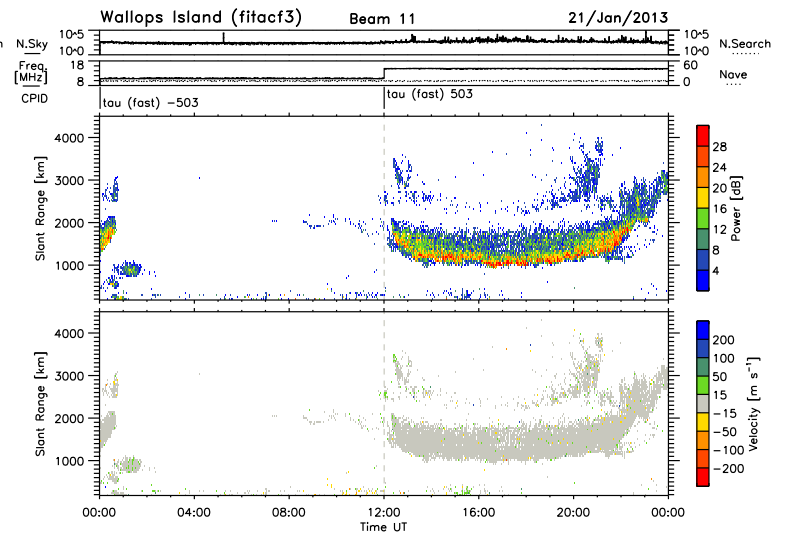 Wallops Island (fitacf3) Beam 11 21/Jan/2013
n N.Sky 10^5 10^0 10^5 10^0 N.Search
Freq. [MHz] 18 8 60 0 Nave
CPID tau (fast) −503 tau (fast) 503
Slant Range [km] 4000 3000 2000 1000
28 24 20 16 12 8 4 Power [dB]
Slant Range [km] 4000 3000 2000 1000
200 100 50 15 −15 −50 −100 −200 Velocity [m s⁻¹]
00:00 04:00 08:00 12:00 16:00 20:00 00:00
Time UT